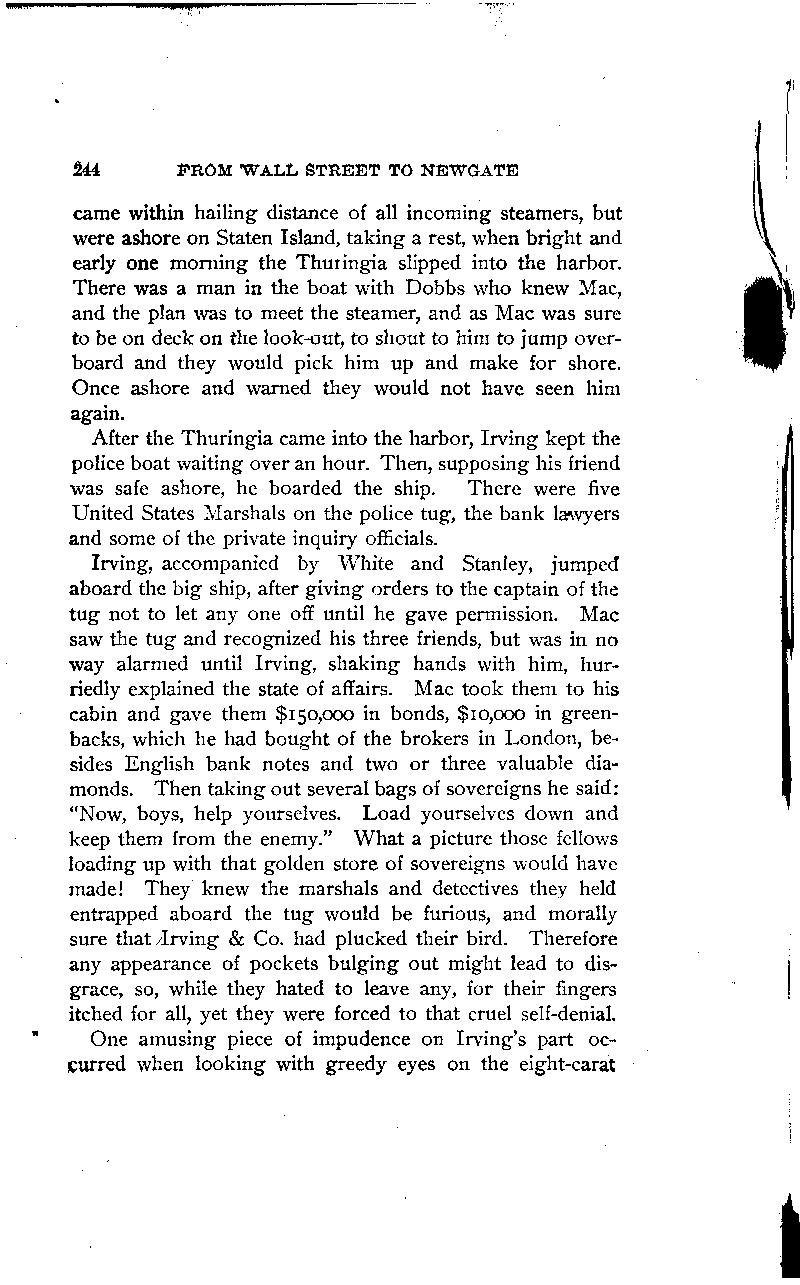 244 FROM WALL STREET TO NEWGATE
came within hailing distance of all incoming steamers, but
were ashore on Staten Island, taking a rest, when bright and
early one morning the Thuringia slipped into the harbor.
There was a man in the boat with Dobbs who knew Mac,
and the plan was to meet the steamer, and as Mac was sure
to be on deck on the look-out, to shout to him to jump over-
board and they would pick him up and make for shore.
Once ashore and warned they would not have seen him
again.
After the Thuringia came into the harbor, Irving kept the
police boat waiting over an hour. Then, supposing his friend
was safe ashore, he boarded the ship. There were five
United States Marshals on the police tug, the bank lawyers
and some of the private inquiry officials.
Irving, accompanied by White and Stanley, jumped
aboard the big ship, after giving orders to the captain of the
tug not to let any one off until he gave permission. Mac
saw the tug and recognized his three friends, but was in no
way alarmed until Irving, shaking hands with him, hur-
riedly explained the state of affairs. Mac took them to his
cabin and gave them $150,000 in bonds, $10,000 in green-
backs, which he had bought of the brokers in London, be-
sides English bank notes and two or three valuable dia-
monds. Then taking out several bags of sovereigns he said:
"Now, boys, help yourselves. Load yourselves down and
keep them from the enemy." What a picture those fellows
loading up with that golden store of sovereigns would have
made! They knew the marshals and detectives they held
entrapped aboard the tug would be furious, and morally
sure that Irving & Co. had plucked their bird. Therefore
any appearance of pockets bulging out might lead to dis-
grace, so, while they hated to leave any, for their fingers
itched for all, yet they were forced to that cruel self-denial.
One amusing piece of impudence on Irving's part oc-
curred when looking with greedy eyes on the eight-carat